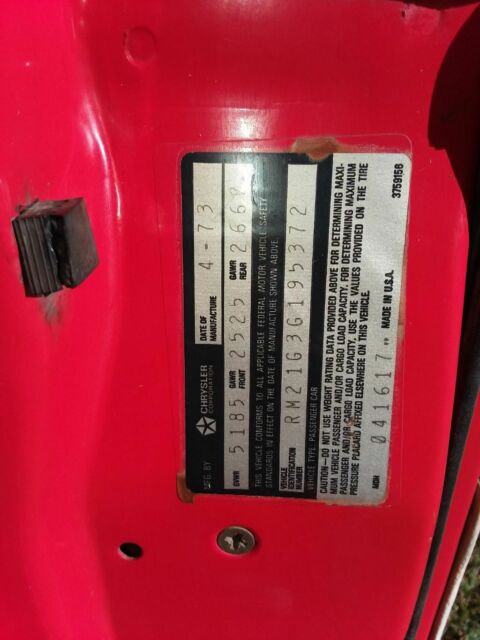 MFG BY CHRYSLER CORPORATION DATE OF MANUFACTURE 4-73
GVWR 5185 GAWR FRONT 2525 GAWR REAR 2660
THIS VEHICLE CONFORMS TO ALL APPLICABLE FEDERAL MOTOR VEHICLE SAFETY
STANDARDS IN EFFECT ON THE DATE OF MANUFACTURE SHOWN ABOVE.
VEHICLE IDENTIFICATION NUMBER RM21G3G195372
VEHICLE TYPE: PASSENGER CAR
CAUTION—DO NOT USE WEIGHT RATING DATA PROVIDED ABOVE FOR DETERMINING MAXI-
MUM VEHICLE PASSENGER AND/OR CARGO LOAD CAPACITY. FOR DETERMINING MAXIMUM
PASSENGER AND/OR CARGO LOAD CAPACITY, USE THE VALUES PROVIDED ON THE TIRE
PRESSURE PLACARD AFFIXED ELSEWHERE ON THIS VEHICLE.
MDH 041617 MADE IN U.S.A. 3759156